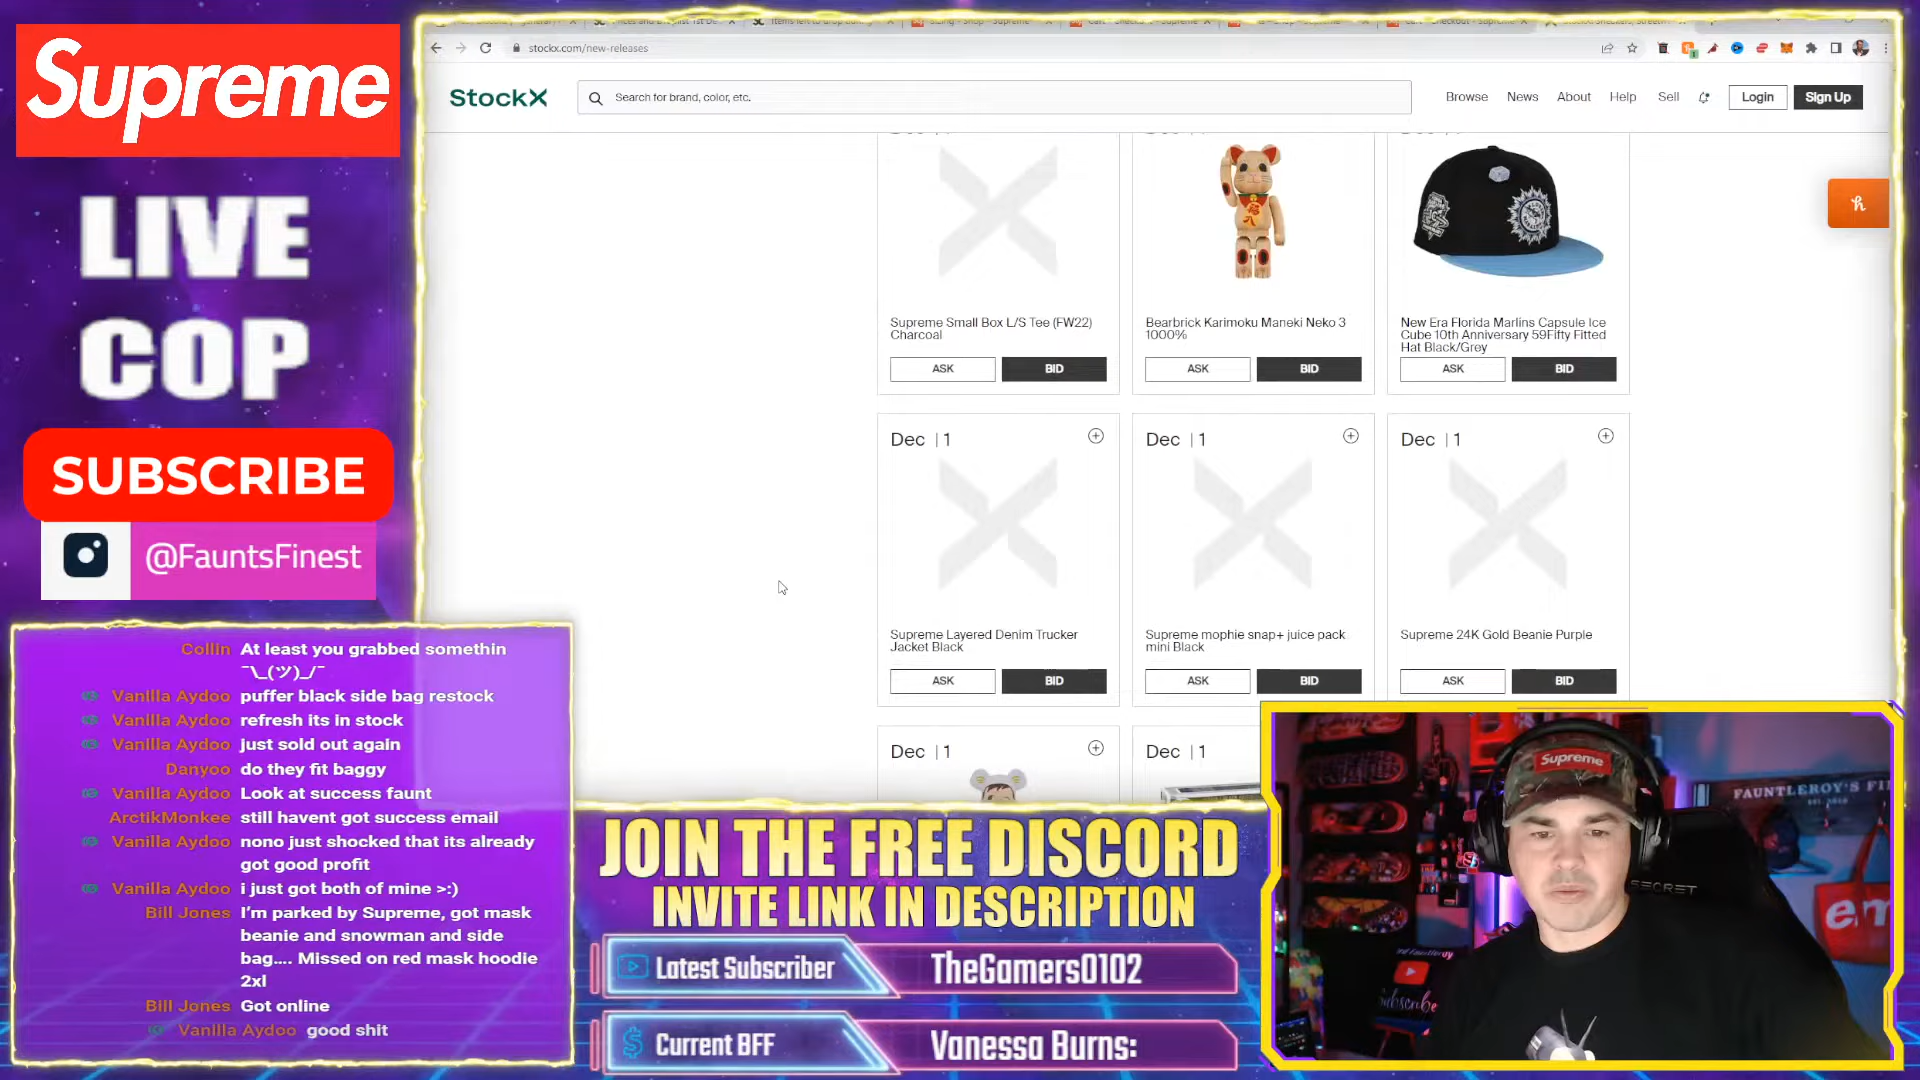 Supreme
LIVE
COP
SUBSCRIBE
@FauntsFinest
stockx.com/new-releases
StockX
Search for brand, color, etc.
Browse
News
About
Help
Sell
Login
Sign Up
Supreme Small Box L/S Tee (FW22)
Charcoal
ASK
BID
Bearbrick Karimoku Maneki Neko 3
1000%
ASK
BID
New Era Florida Marlins Capsule Ice
Cube 10th Anniversary 59Fifty Fitted
Hat Black/Grey
ASK
BID
Dec | 1
Supreme Layered Denim Trucker
Jacket Black
ASK
BID
Dec | 1
Supreme mophie snap+ juice pack
mini Black
ASK
BID
Dec | 1
Supreme 24K Gold Beanie Purple
ASK
BID
Dec | 1
Dec | 1
Collin At least you grabbed somethin
¯\_(ツ)_/¯
Vanilla Aydoo puffer black side bag restock
Vanilla Aydoo refresh its in stock
Vanilla Aydoo just sold out again
Danyoo do they fit baggy
Vanilla Aydoo Look at success faunt
ArctikMonkee still havent got success email
Vanilla Aydoo nono just shocked that its already
got good profit
Vanilla Aydoo i just got both of mine >:)
Bill Jones I'm parked by Supreme, got mask
beanie and snowman and side
bag.... Missed on red mask hoodie
2xl
Bill Jones Got online
Vanilla Aydoo good shit
JOIN THE FREE DISCORD
INVITE LINK IN DESCRIPTION
Latest Subscriber
TheGamers0102
Current BFF
Vanessa Burns:
Supreme
FAUNTLEROY'S FI
SECRET
Subscribe
em